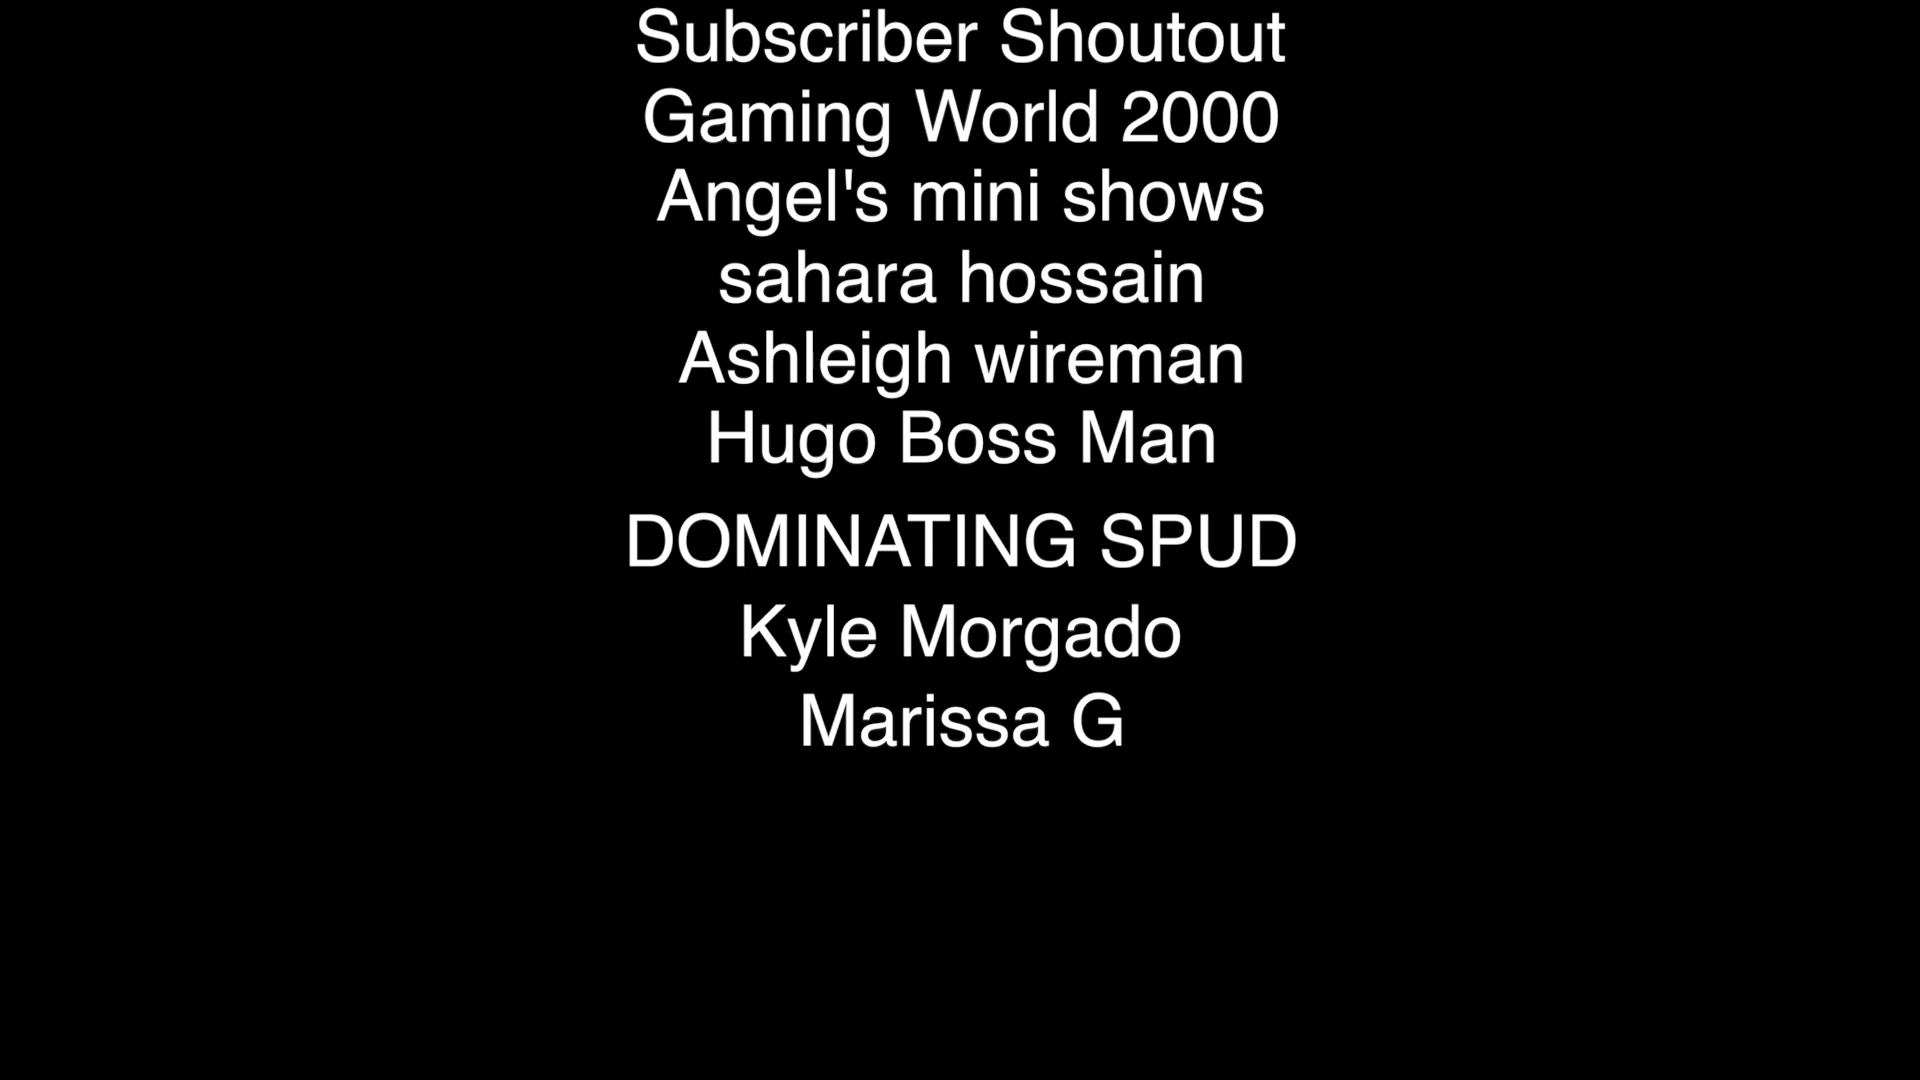 Subscriber Shoutout
Gaming World 2000
Angel's mini shows
sahara hossain
Ashleigh wireman
Hugo Boss Man
DOMINATING SPUD
Kyle Morgado
Marissa G